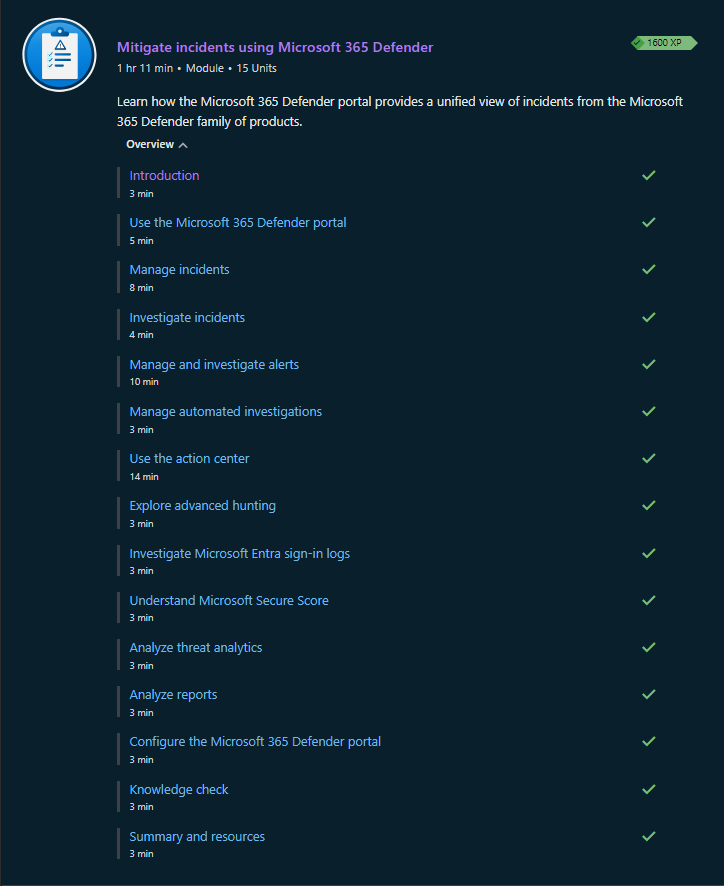 Mitigate incidents using Microsoft 365 Defender
1600 XP
1 hr 11 min • Module • 15 Units
Learn how the Microsoft 365 Defender portal provides a unified view of incidents from the Microsoft
365 Defender family of products.
Overview
Introduction
3 min
Use the Microsoft 365 Defender portal
5 min
Manage incidents
8 min
Investigate incidents
4 min
Manage and investigate alerts
10 min
Manage automated investigations
3 min
Use the action center
14 min
Explore advanced hunting
3 min
Investigate Microsoft Entra sign-in logs
3 min
Understand Microsoft Secure Score
3 min
Analyze threat analytics
3 min
Analyze reports
3 min
Configure the Microsoft 365 Defender portal
3 min
Knowledge check
3 min
Summary and resources
3 min